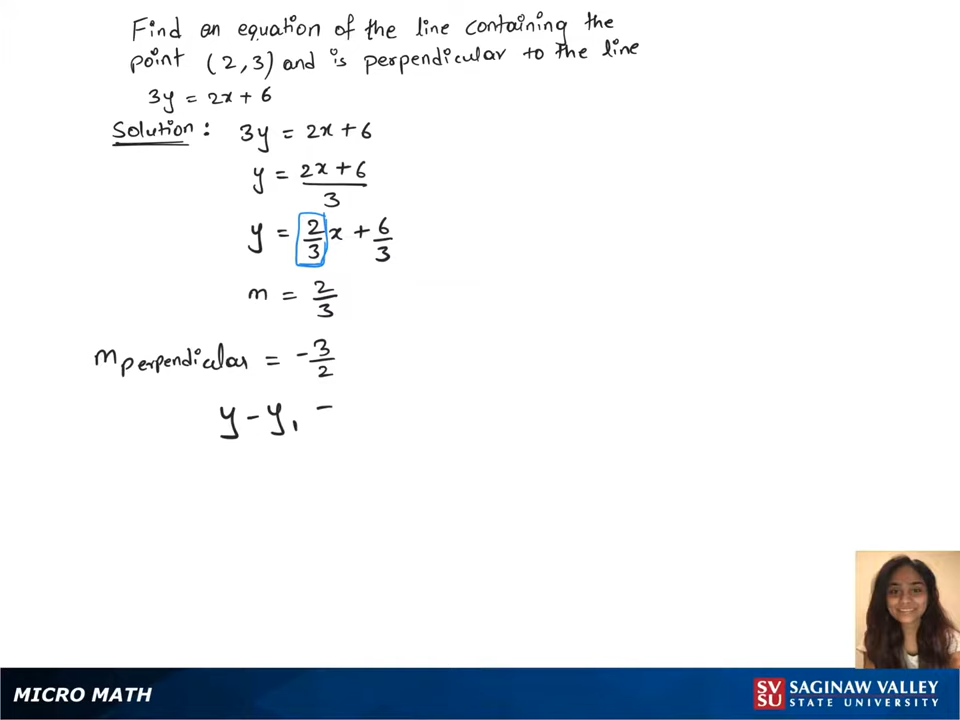 Find an equation of the line containing the
point (2,3) and is perpendicular to the line
3y = 2x + 6
Solution: 3y = 2x + 6
y = (2x + 6)/3
y = 2/3 x + 6/3
m = 2/3
m perpendicular = -3/2
y - y₁ -
MICRO MATH
SV SU SAGINAW VALLEY
STATE UNIVERSITY